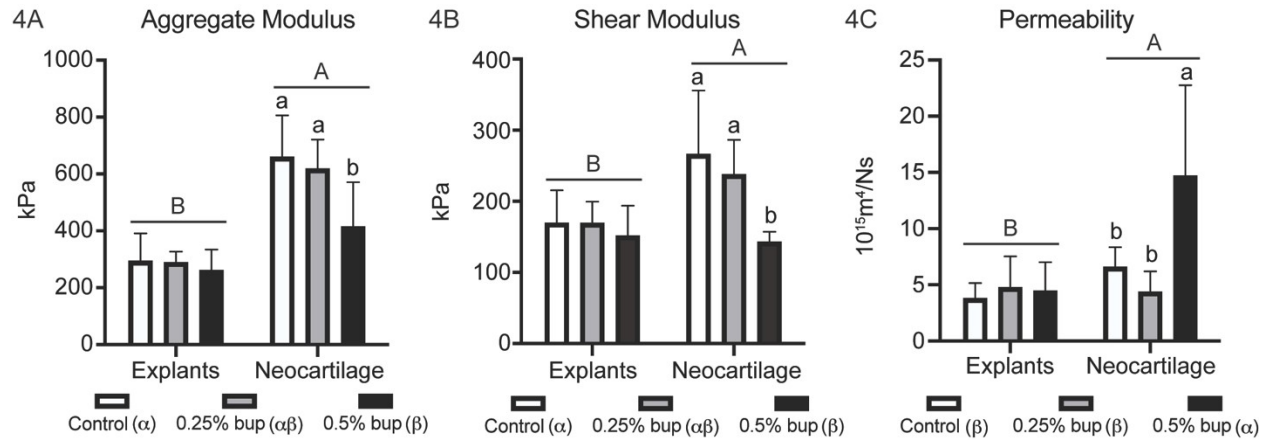 4A Aggregate Modulus
kPa
1000
800
600
400
200
0
B
A
a
a
b
Explants
Neocartilage
Control (α)
0.25% bup (αβ)
0.5% bup (β)
4B Shear Modulus
kPa
400
300
200
100
0
B
A
a
a
b
Explants
Neocartilage
Control (α)
0.25% bup (αβ)
0.5% bup (β)
4C Permeability
10¹⁵m⁴/Ns
25
20
15
10
5
0
B
A
b
b
a
Explants
Neocartilage
Control (β)
0.25% bup (β)
0.5% bup (α)